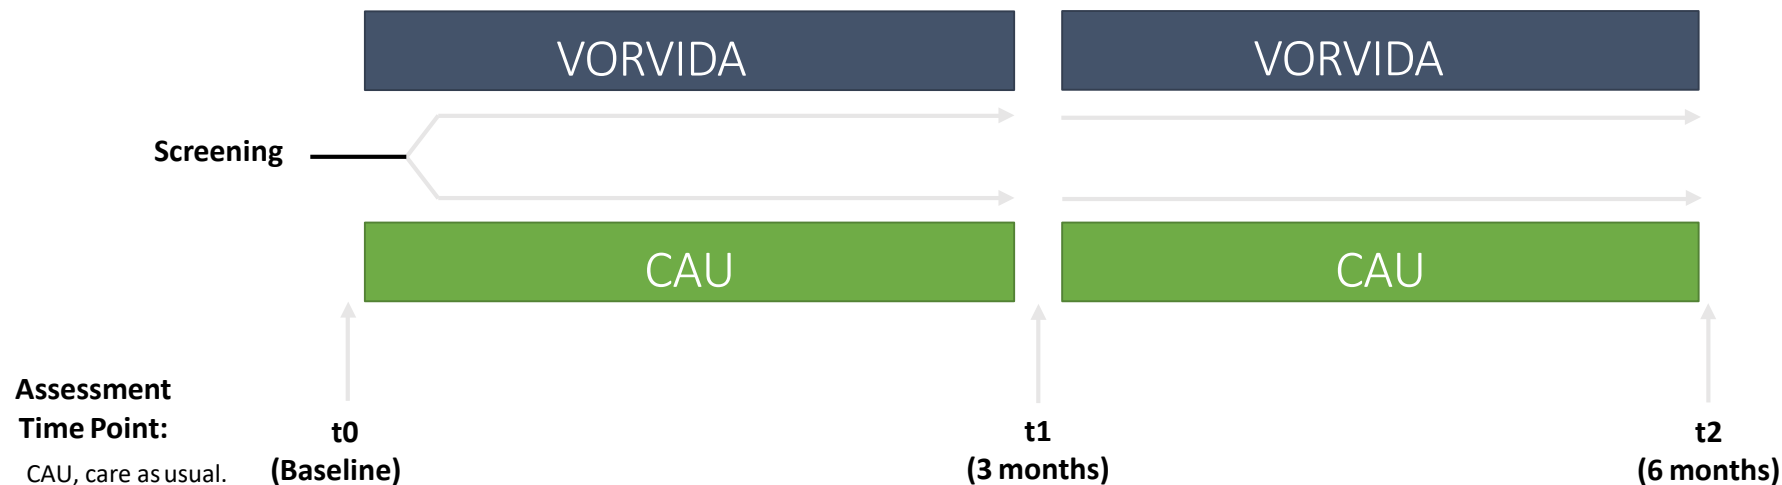 VORVIDA
VORVIDA
Screening
CAU
CAU
Assessment
Time Point:
CAU, care as usual.
t0
(Baseline)
t1
(3 months)
t2
(6 months)